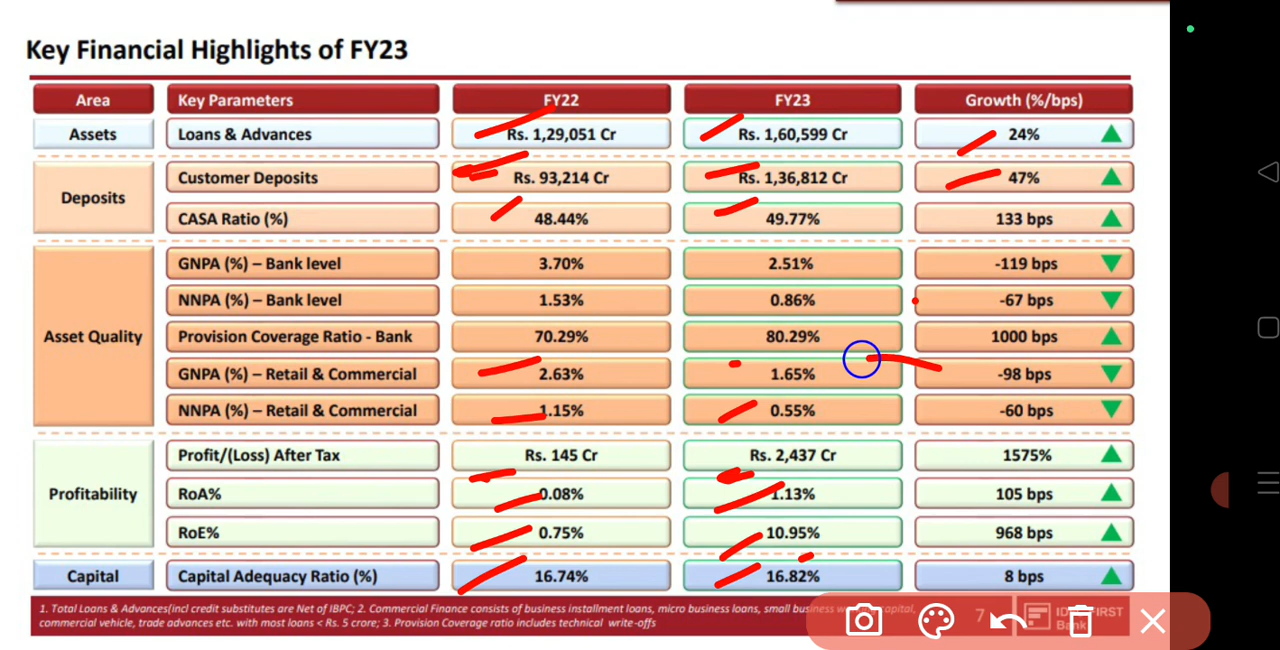 Key Financial Highlights of FY23
Area Key Parameters FY22 FY23 Growth (%/bps)
Assets Loans & Advances Rs. 1,29,051 Cr Rs. 1,60,599 Cr 24%
Deposits
Customer Deposits Rs. 93,214 Cr Rs. 1,36,812 Cr 47%
CASA Ratio (%) 48.44% 49.77% 133 bps
Asset Quality
GNPA (%) – Bank level 3.70% 2.51% -119 bps
NNPA (%) – Bank level 1.53% 0.86% -67 bps
Provision Coverage Ratio - Bank 70.29% 80.29% 1000 bps
GNPA (%) – Retail & Commercial 2.63% 1.65% -98 bps
NNPA (%) – Retail & Commercial 1.15% 0.55% -60 bps
Profitability
Profit/(Loss) After Tax Rs. 145 Cr Rs. 2,437 Cr 1575%
RoA% 0.08% 1.13% 105 bps
RoE% 0.75% 10.95% 968 bps
Capital Capital Adequacy Ratio (%) 16.74% 16.82% 8 bps
1. Total Loans & Advances(incl credit substitutes are Net of IBPC; 2. Commercial Finance consists of business installment loans, micro business loans, small business capital,
commercial vehicle, trade advances etc. with most loans < Rs. 5 crore; 3. Provision Coverage ratio includes technical write-offs
7
FIRST
Bank